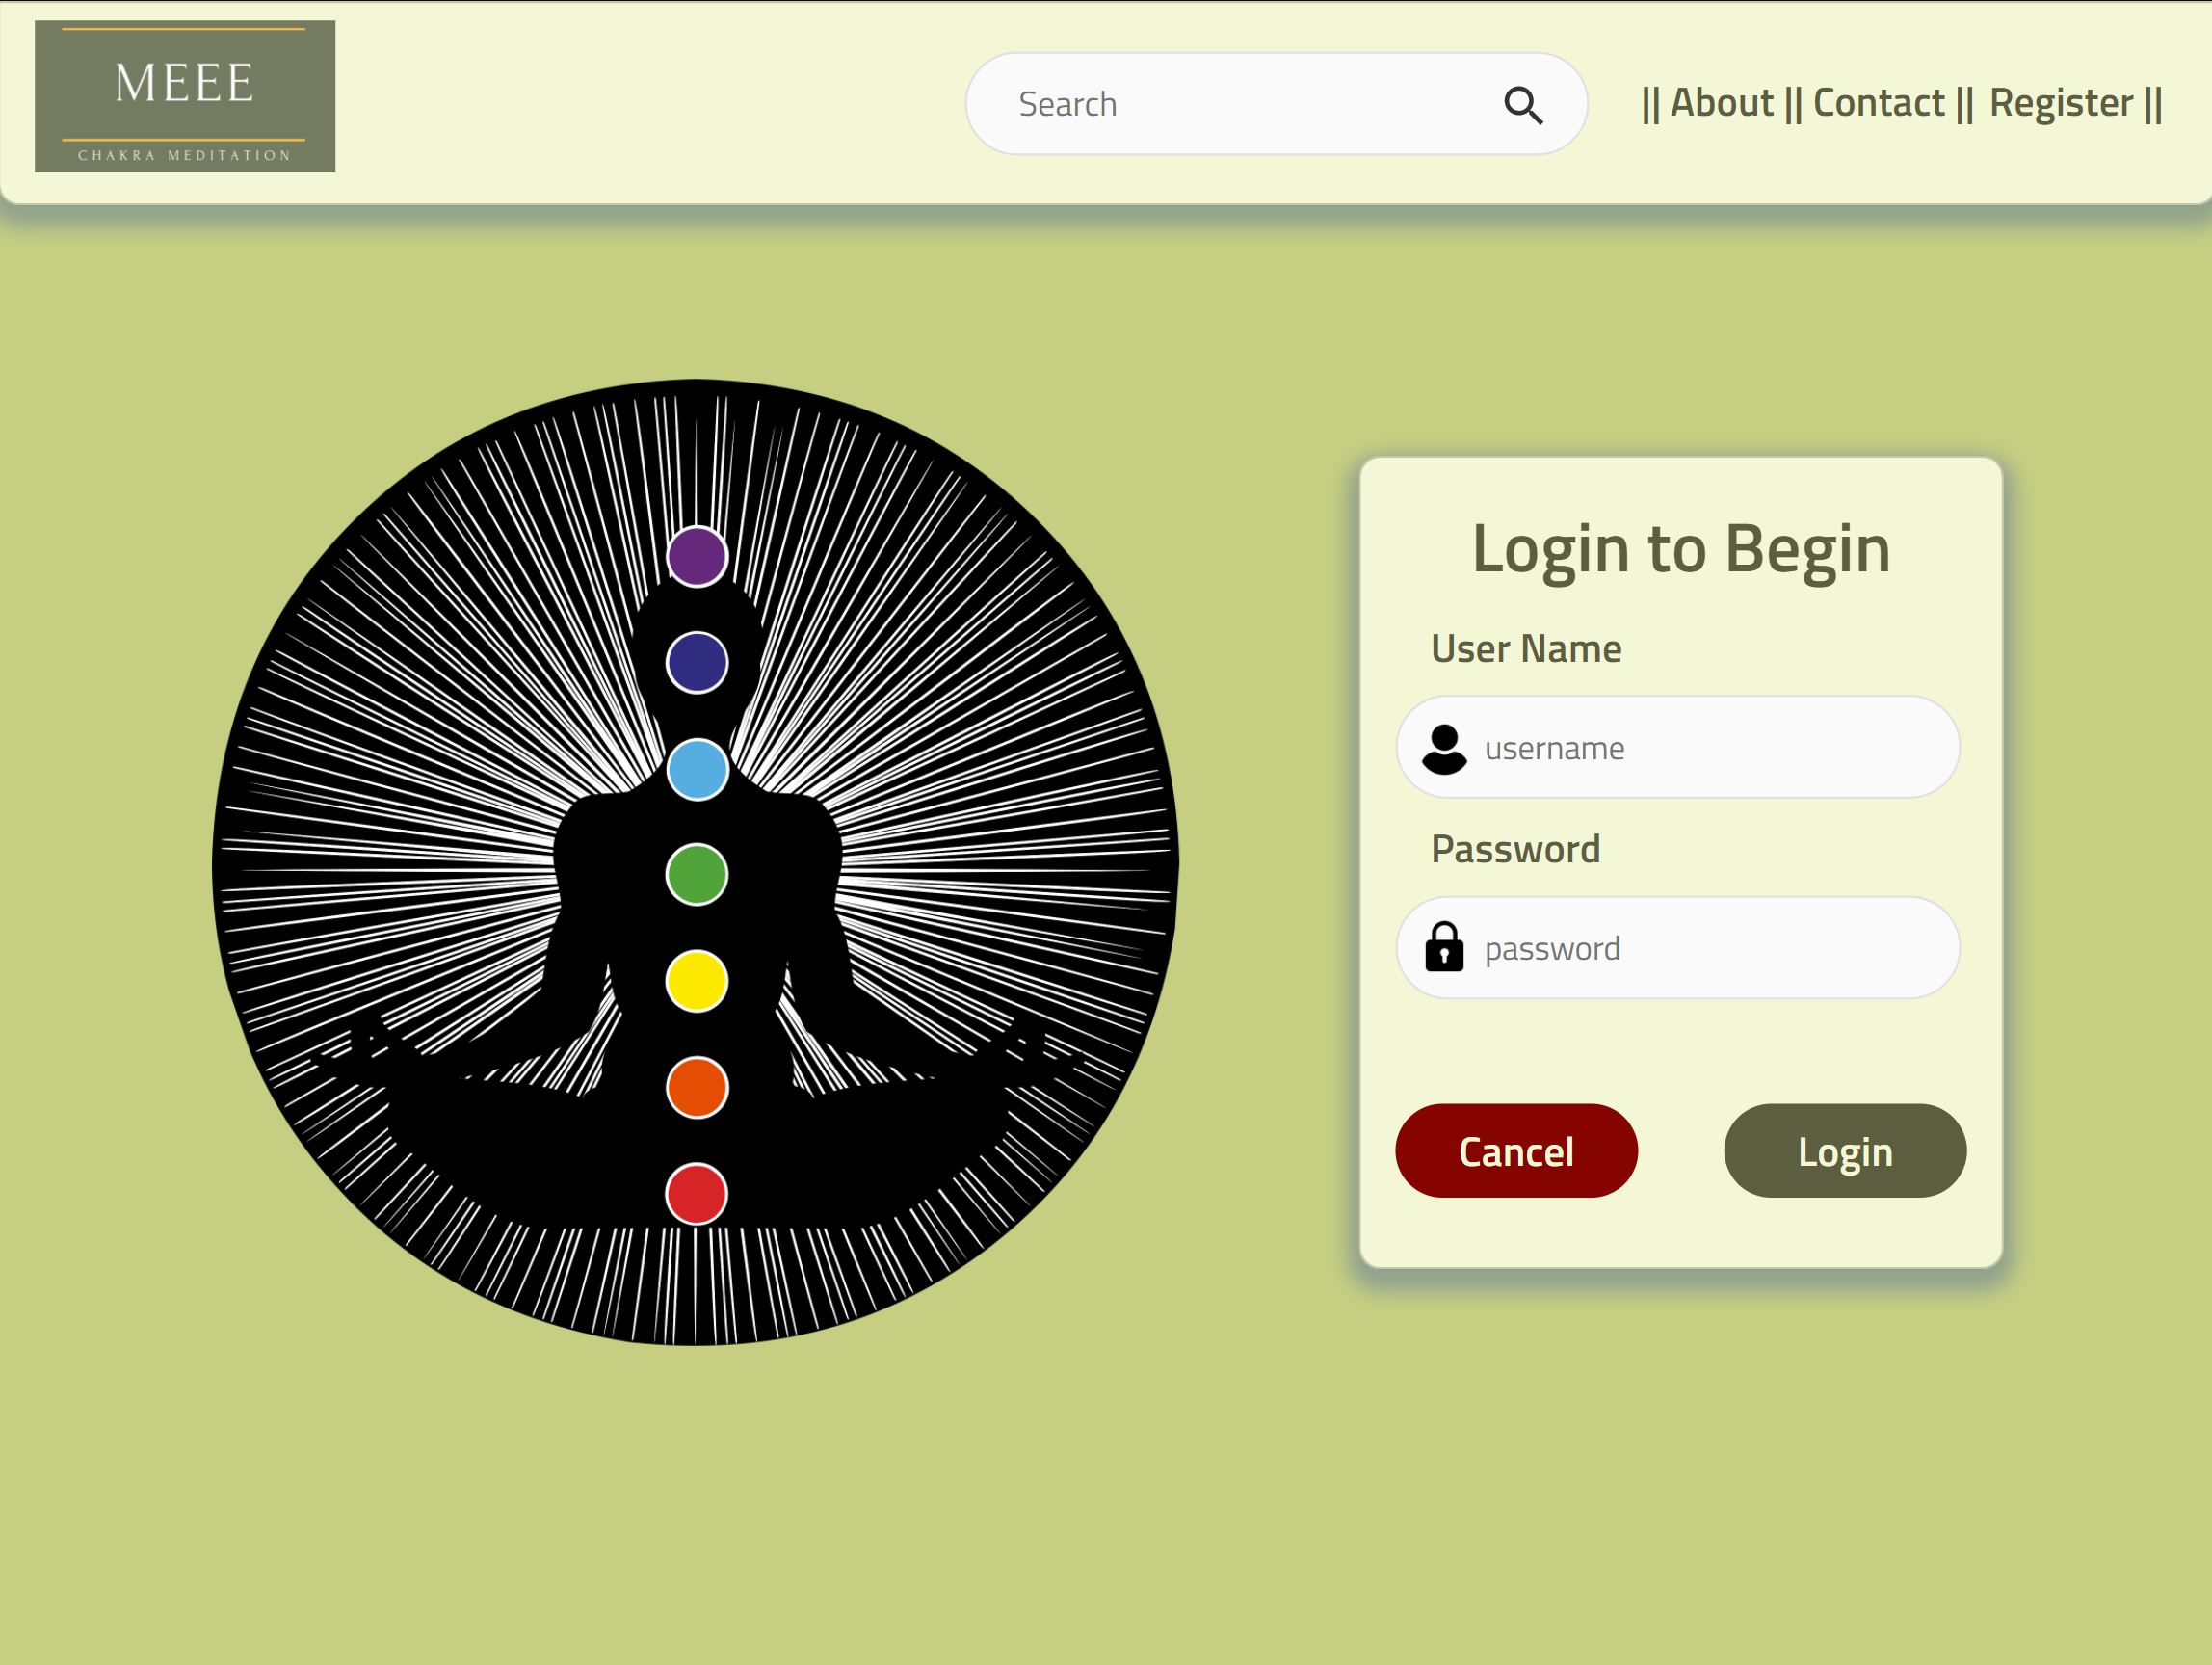 MEEE
CHAKRA MEDITATION
Search
|| About || Contact || Register ||
Login to Begin
User Name
username
Password
password
Cancel
Login